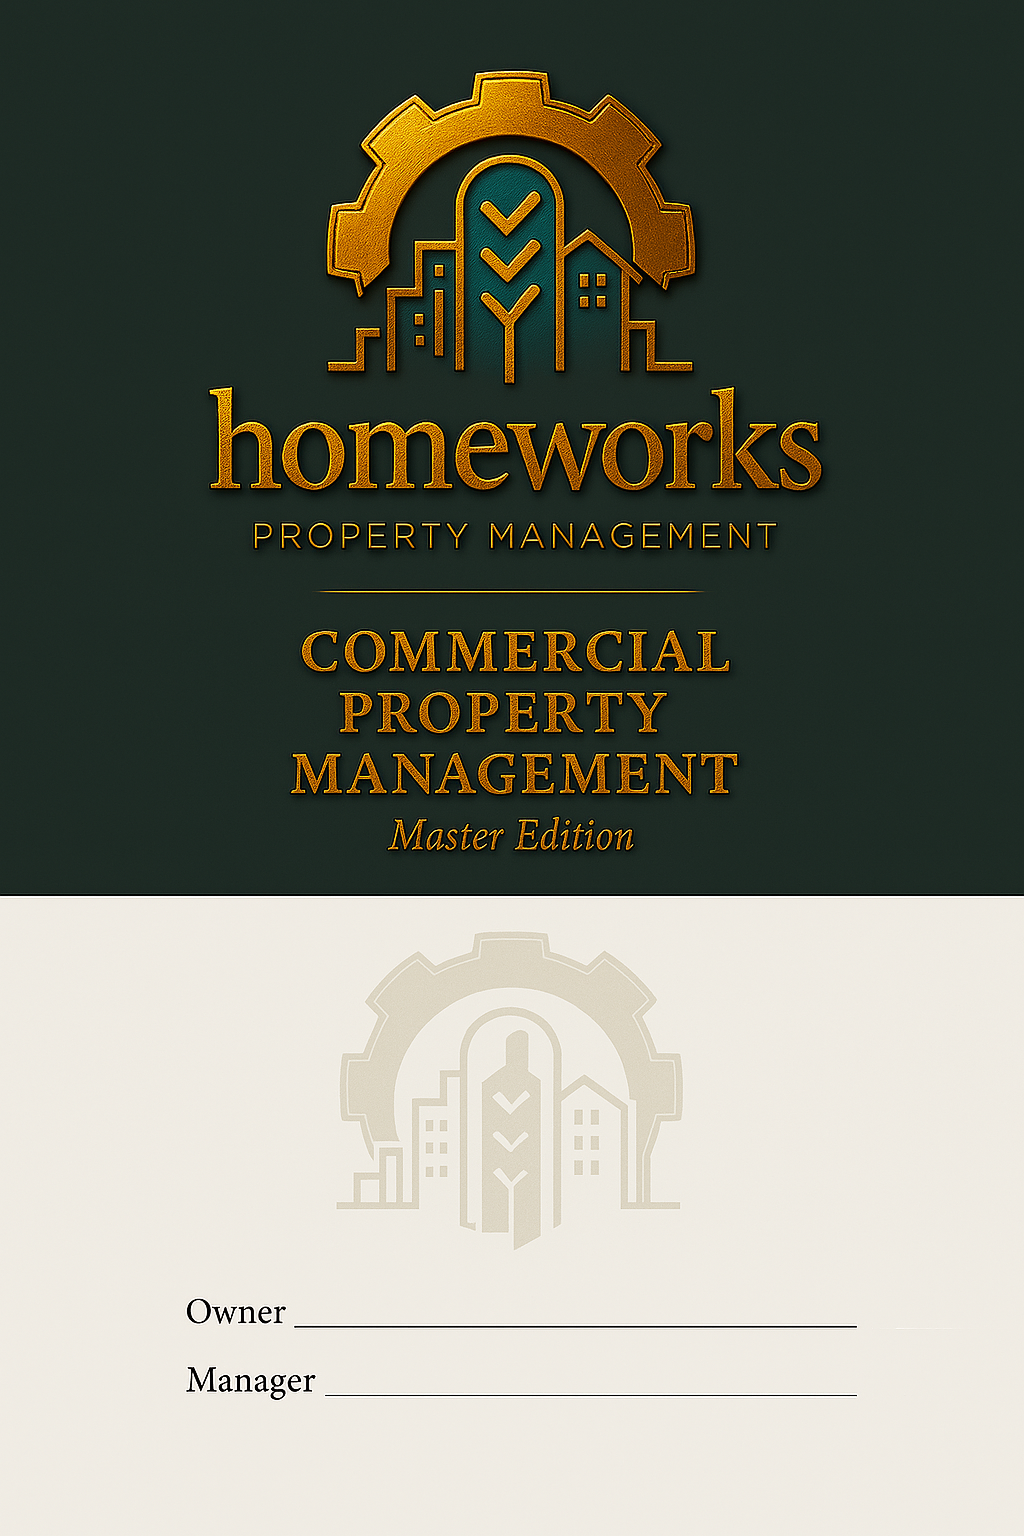 homeworks
PROPERTY MANAGEMENT
COMMERCIAL
PROPERTY
MANAGEMENT
Master Edition
Owner
Manager